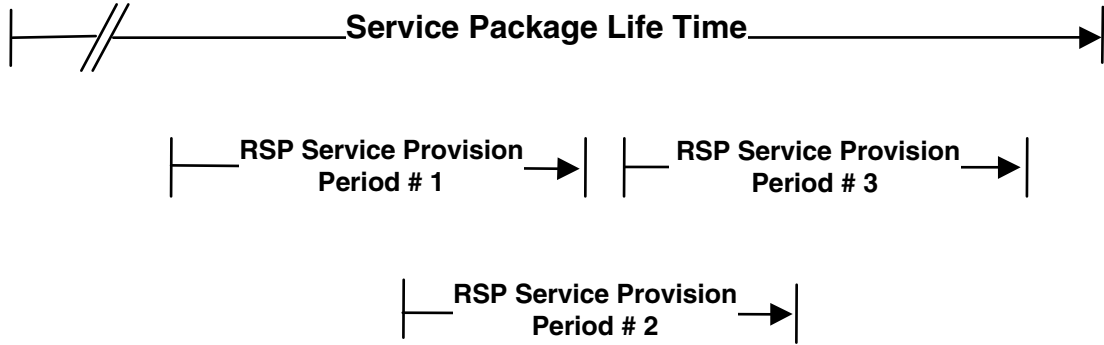 Service Package Life Time
RSP Service Provision
Period # 1
RSP Service Provision
Period # 3
RSP Service Provision
Period # 2